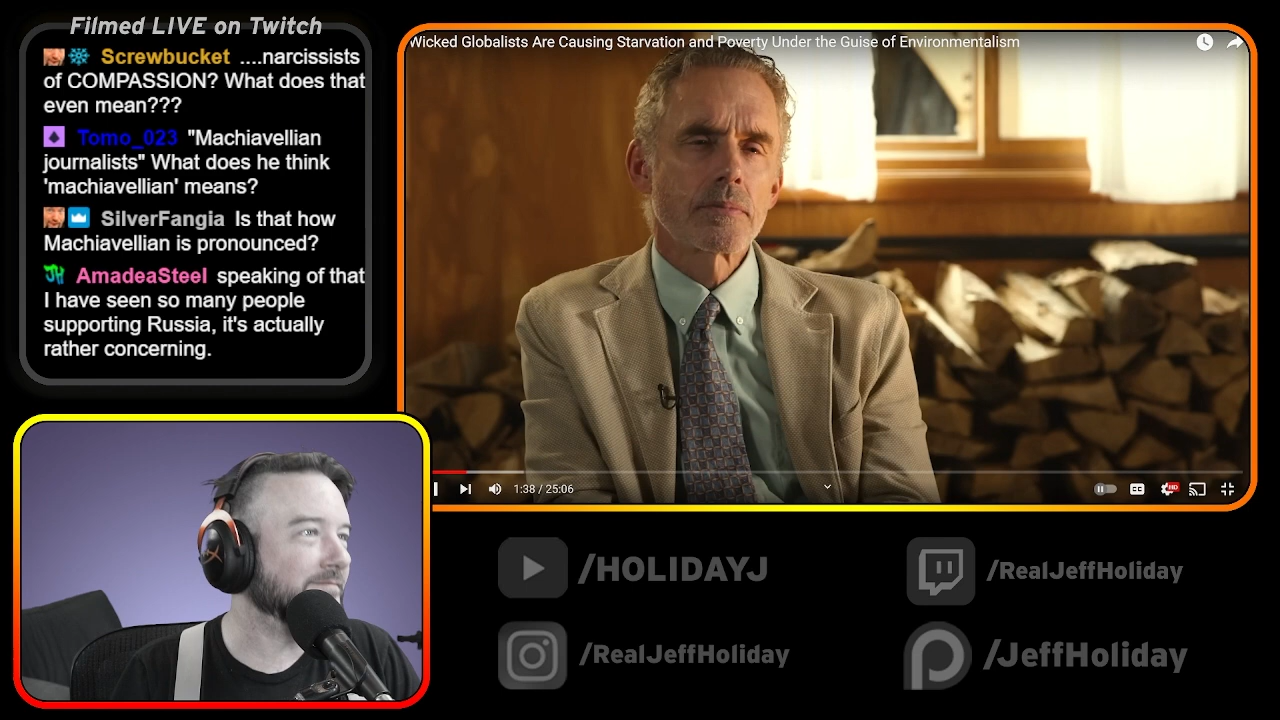 Filmed LIVE on Twitch
Screwbucket ....narcissists
of COMPASSION? What does that
even mean???
Tomo_023 "Machiavellian
journalists" What does he think
'machiavellian' means?
SilverFangia Is that how
Machiavellian is pronounced?
AmadeaSteel speaking of that
I have seen so many people
supporting Russia, it's actually
rather concerning.
Wicked Globalists Are Causing Starvation and Poverty Under the Guise of Environmentalism
1:38 / 25:06
CC
HD
/HOLIDAYJ
/RealJeffHoliday
/RealJeffHoliday
/JeffHoliday